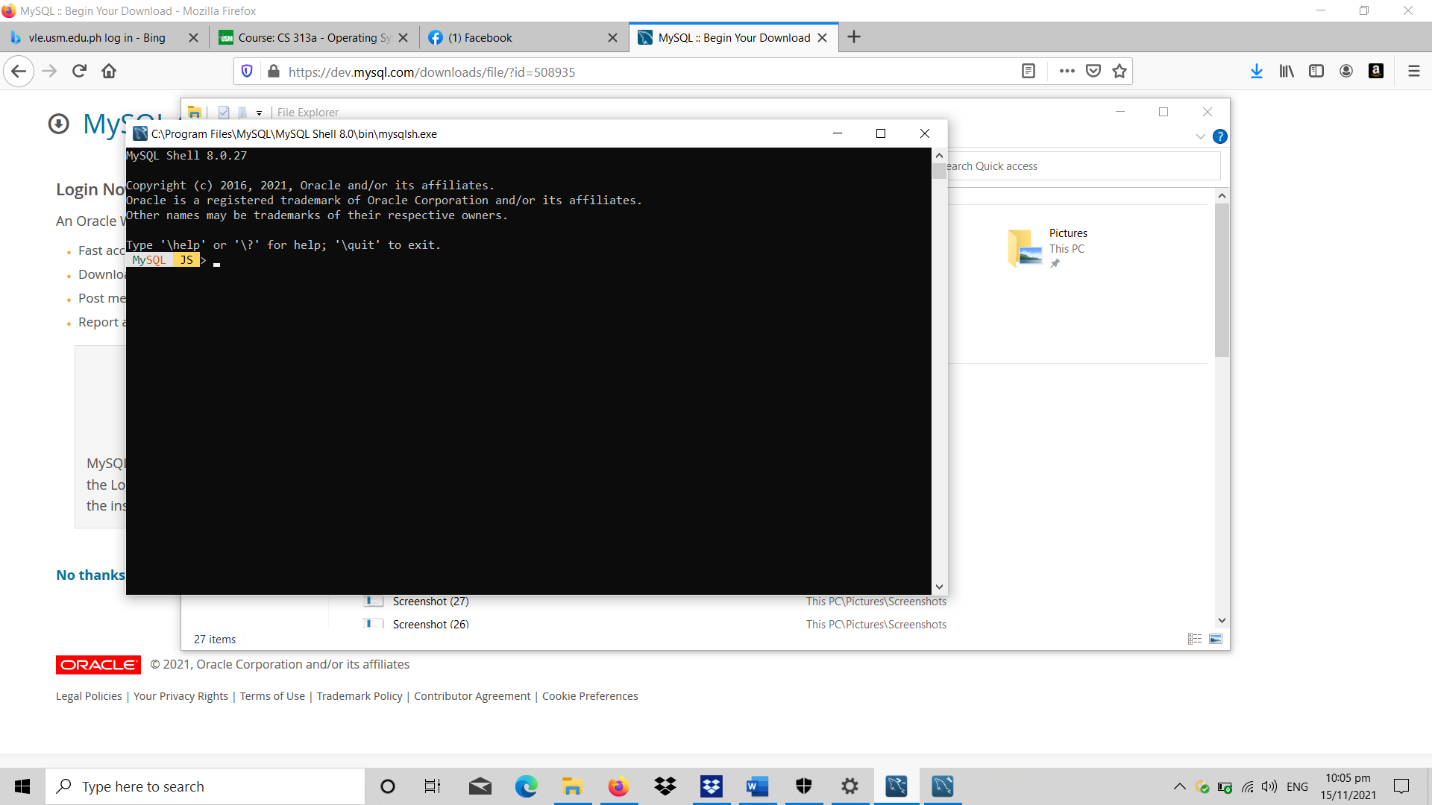 MySQL :: Begin Your Download - Mozilla Firefox
vle.usm.edu.ph log in - Bing
USM Course: CS 313a - Operating Sy
(1) Facebook
MySQL :: Begin Your Download
https://dev.mysql.com/downloads/file/?id=508935
MySQL
File Explorer
C:\Program Files\MySQL\MySQL Shell 8.0\bin\mysqlsh.exe
earch Quick access
MySQL Shell 8.0.27
Copyright (c) 2016, 2021, Oracle and/or its affiliates.
Oracle is a registered trademark of Oracle Corporation and/or its affiliates.
Other names may be trademarks of their respective owners.
Type '\help' or '\?' for help; '\quit' to exit.
MySQL JS >
Login No
An Oracle W
Fast acc
Downloa
Post me
Report a
Pictures
This PC
MySQL
the Lo
the ins
No thanks
Screenshot (27)
This PC\Pictures\Screenshots
Screenshot (26)
This PC\Pictures\Screenshots
27 items
ORACLE © 2021, Oracle Corporation and/or its affiliates
Legal Policies | Your Privacy Rights | Terms of Use | Trademark Policy | Contributor Agreement | Cookie Preferences
Type here to search
ENG
10:05 pm
15/11/2021